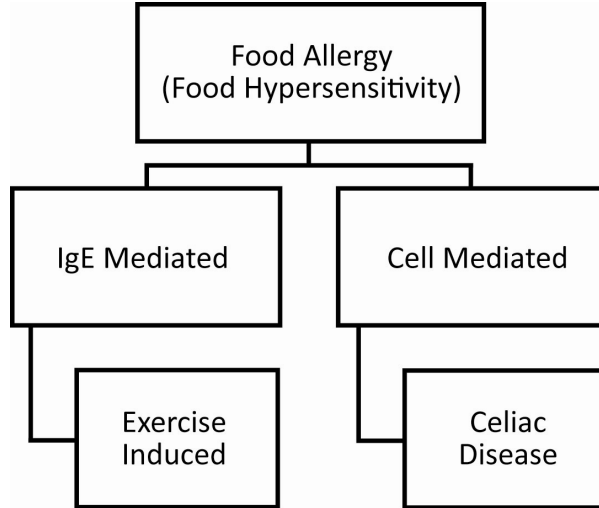 Food Allergy
(Food Hypersensitivity)
IgE Mediated
Cell Mediated
Exercise
Induced
Celiac
Disease